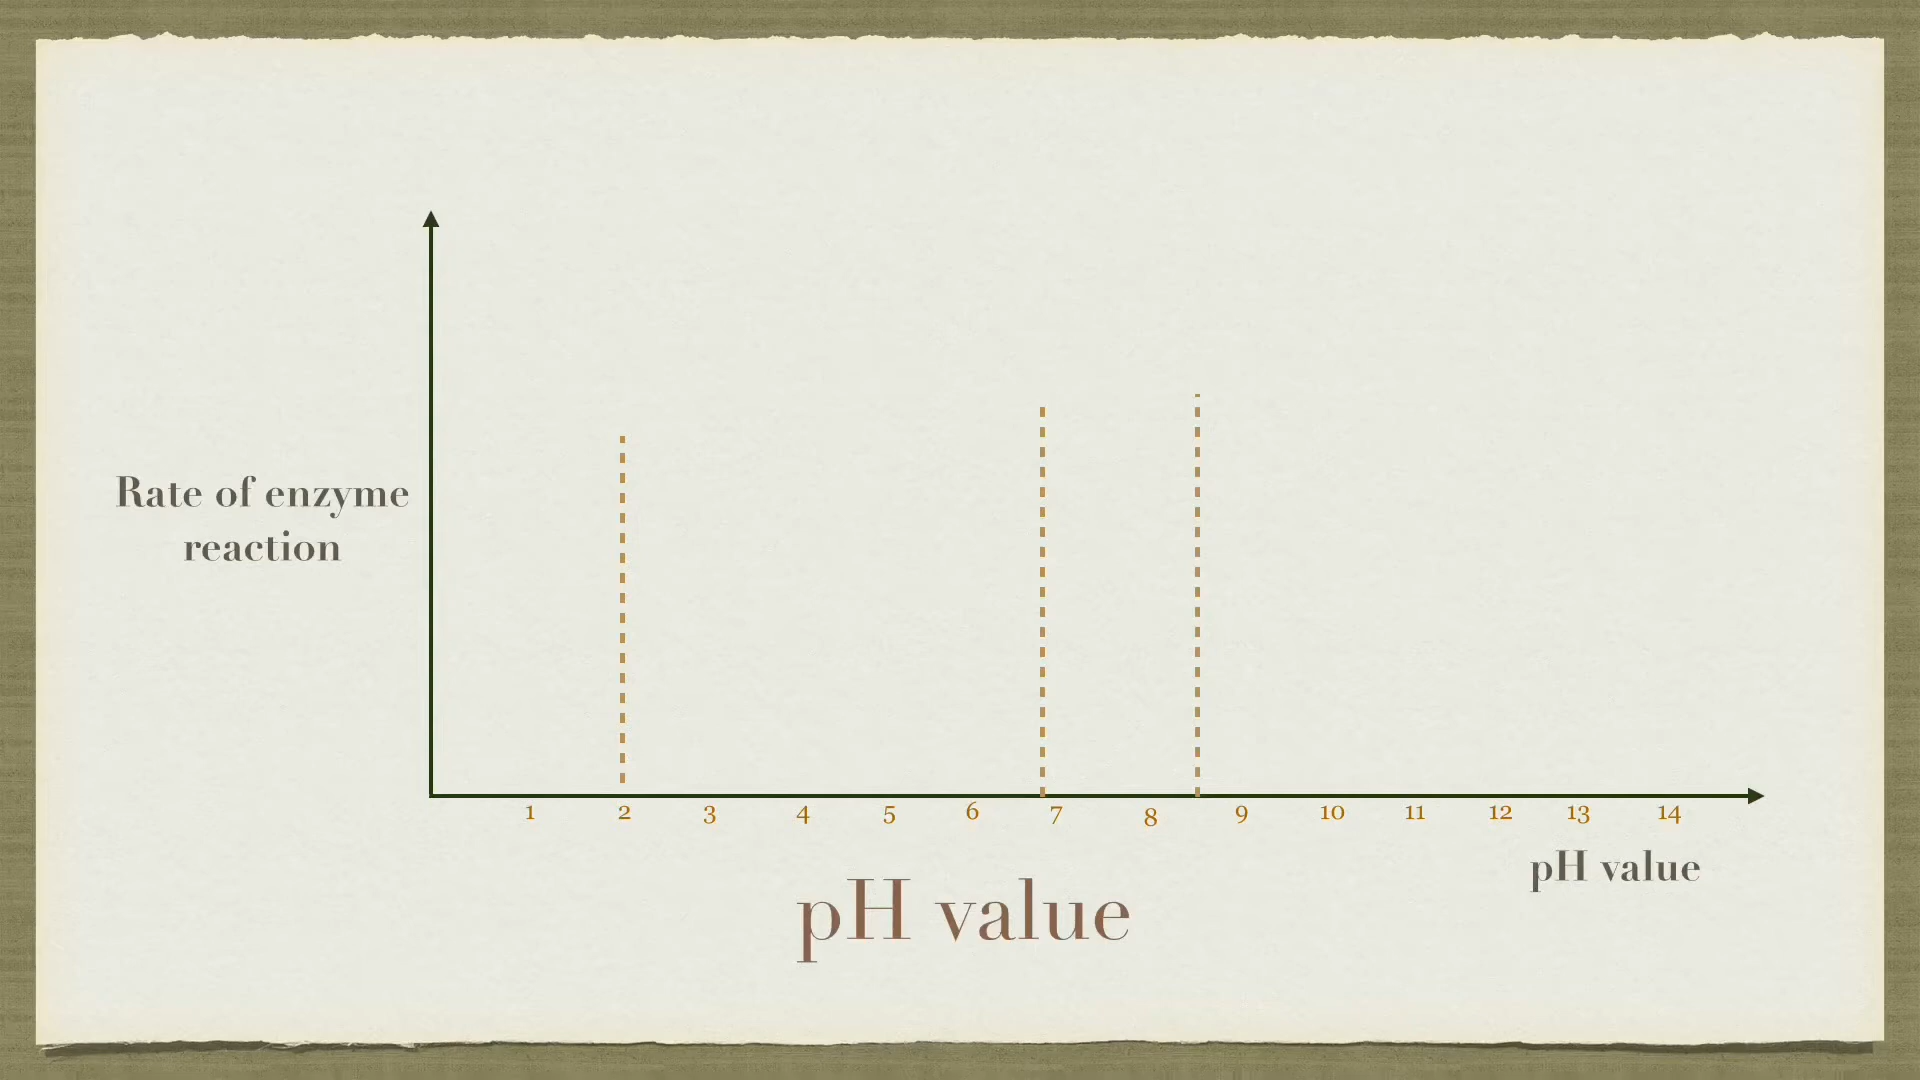 Rate of enzyme
reaction
1 2 3 4 5 6 7 8 9 10 11 12 13 14
pH value
pH value